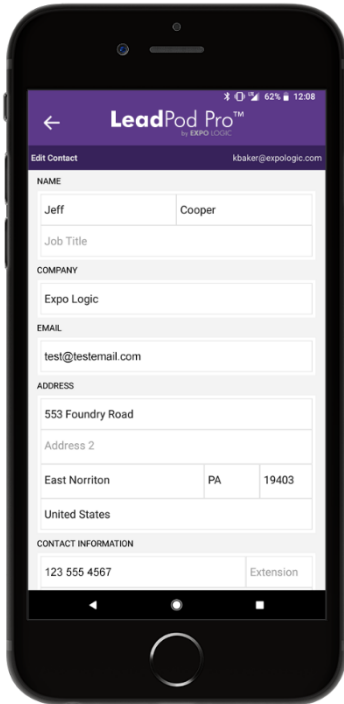 62% 12:08
LeadPod Pro™
by EXPO LOGIC
Edit Contact kbaker@expologic.com
NAME
Jeff Cooper
Job Title
COMPANY
Expo Logic
EMAIL
test@testemail.com
ADDRESS
553 Foundry Road
Address 2
East Norriton PA 19403
United States
CONTACT INFORMATION
123 555 4567 Extension